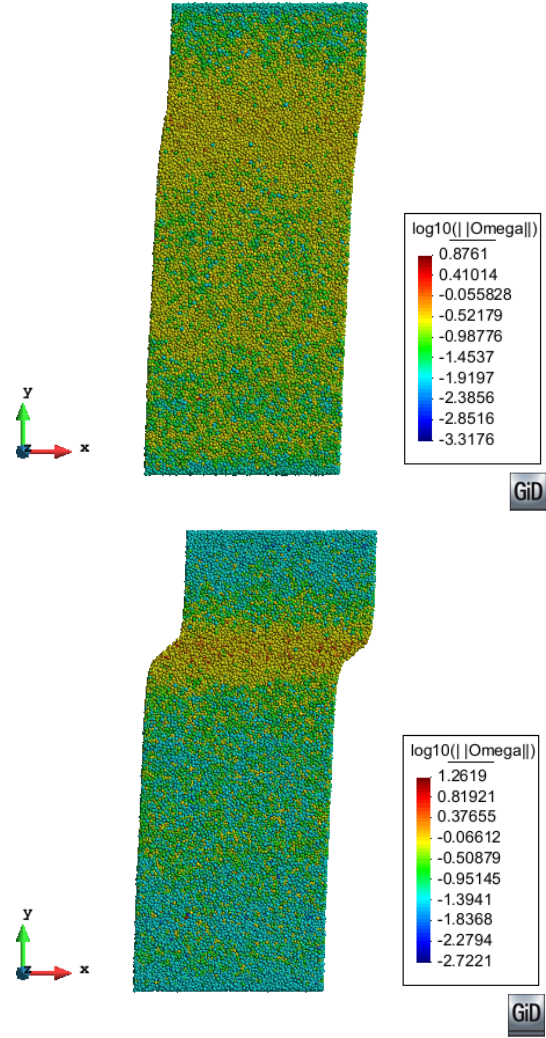 log10(||Omega||)
0.8761
0.41014
-0.055828
-0.52179
-0.98776
-1.4537
-1.9197
-2.3856
-2.8516
-3.3176
y
z x
GiD
log10(||Omega||)
1.2619
0.81921
0.37655
-0.06612
-0.50879
-0.95145
-1.3941
-1.8368
-2.2794
-2.7221
y
z x
GiD